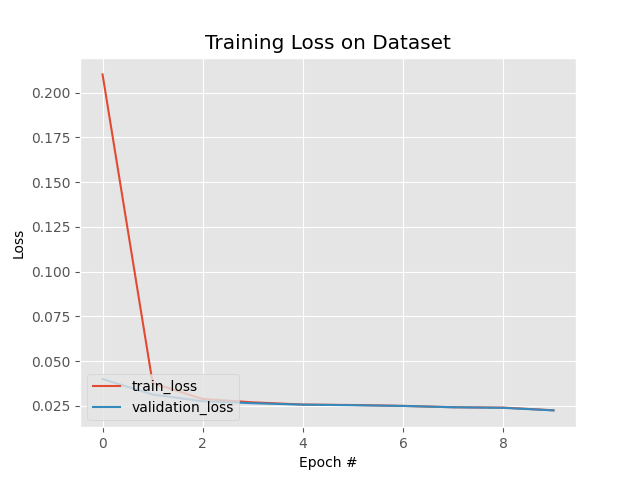 Training Loss on Dataset
0.200
0.175
0.150
0.125
0.100
0.075
0.050
0.025
Loss
train_loss
validation_loss
0 2 4 6 8
Epoch #